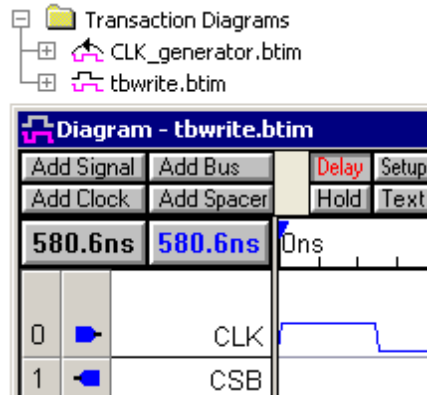 Transaction Diagrams
CLK_generator.btim
tbwrite.btim
Diagram - tbwrite.btim
Add Signal Add Bus Delay Setup
Add Clock Add Spacer Hold Text
580.6ns 580.6ns 0ns
0 CLK
1 CSB